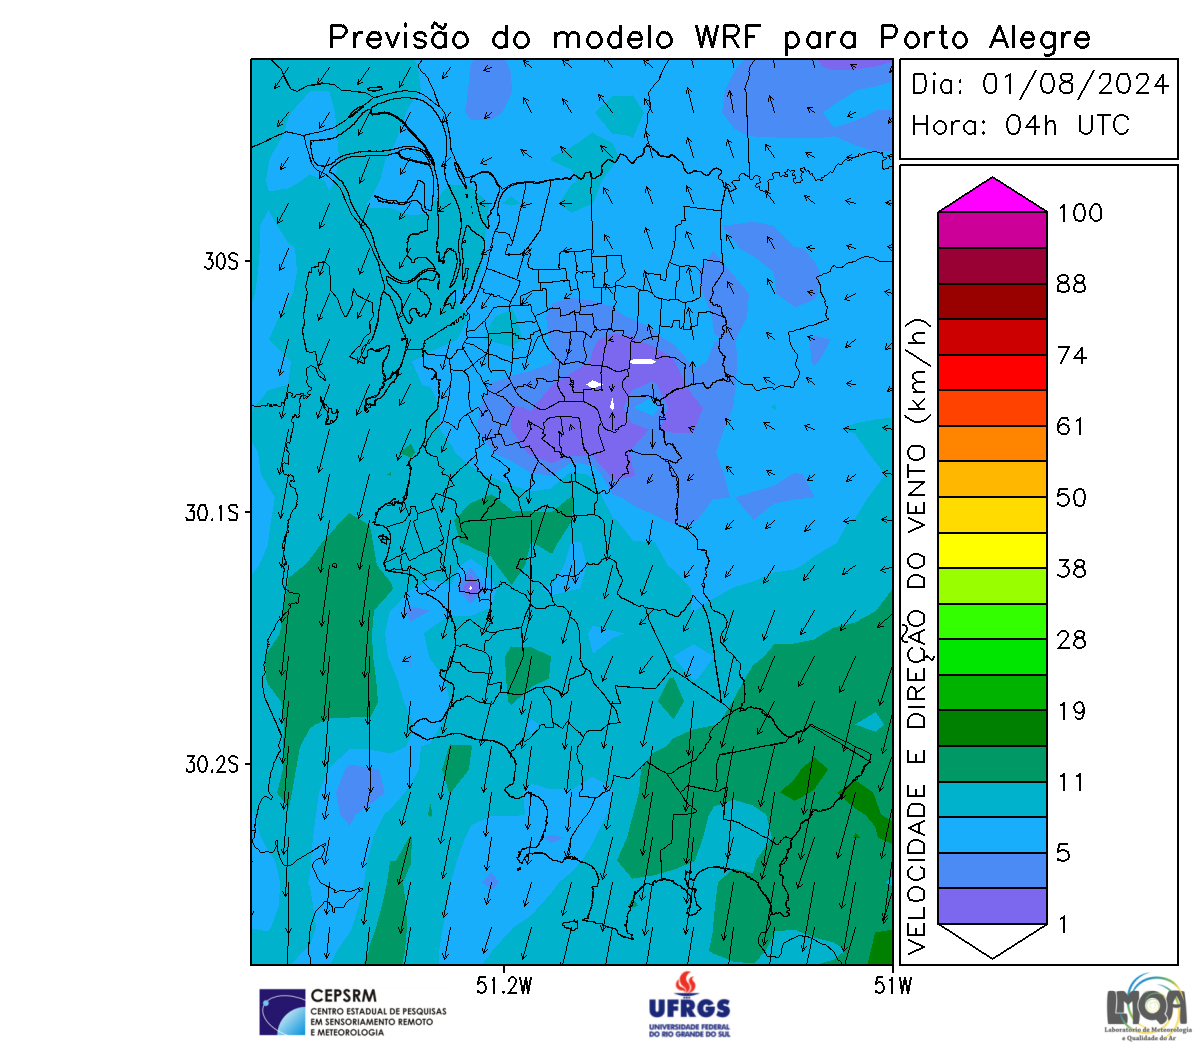 Previsão do modelo WRF para Porto Alegre
Dia: 01/08/2024
Hora: 04h UTC
30S
30.1S
30.2S
51.2W
51W
VELOCIDADE E DIREÇÃO DO VENTO (km/h)
100
88
74
61
50
38
28
19
11
5
1
CEPSRM
CENTRO ESTADUAL DE PESQUISAS
EM SENSORIAMENTO REMOTO
E METEOROLOGIA
UFRGS
UNIVERSIDADE FEDERAL
DO RIO GRANDE DO SUL
LMQA
Laboratório de Meteorologia
e Qualidade do Ar